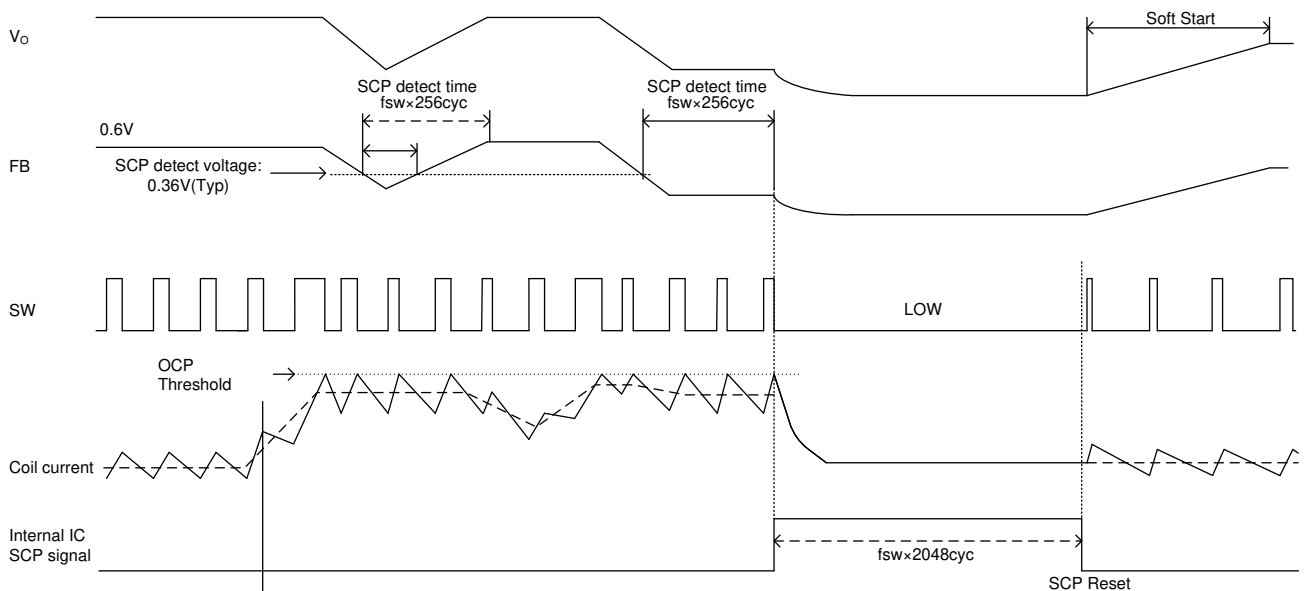 Soft Start
VO
SCP detect time
fsw×256cyc
SCP detect time
fsw×256cyc
0.6V
FB
SCP detect voltage:
0.36V(Typ)
SW
LOW
OCP
Threshold
Coil current
Internal IC
SCP signal
fsw×2048cyc
SCP Reset